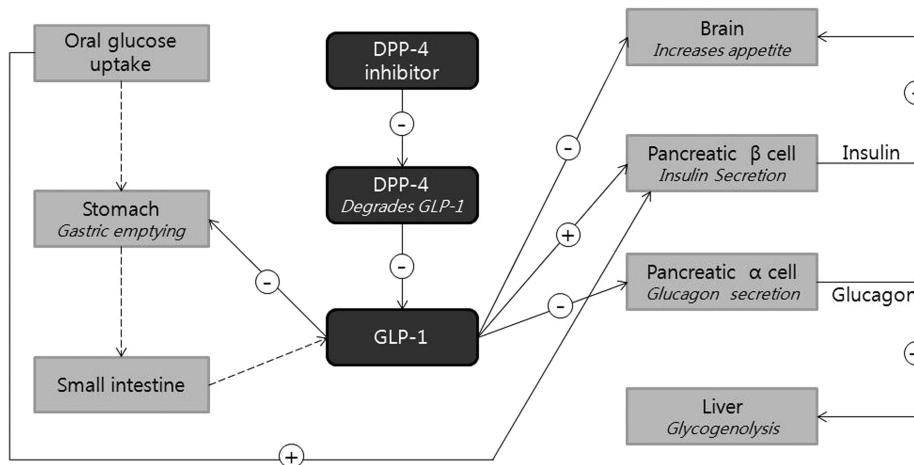 Oral glucose
uptake
Stomach
Gastric emptying
Small intestine
DPP-4
inhibitor
-
DPP-4
Degrades GLP-1
-
GLP-1
-
-
+
-
+
Brain
Increases appetite
Pancreatic β cell
Insulin Secretion
Insulin
Pancreatic α cell
Glucagon secretion
Glucagon
Liver
Glycogenolysis